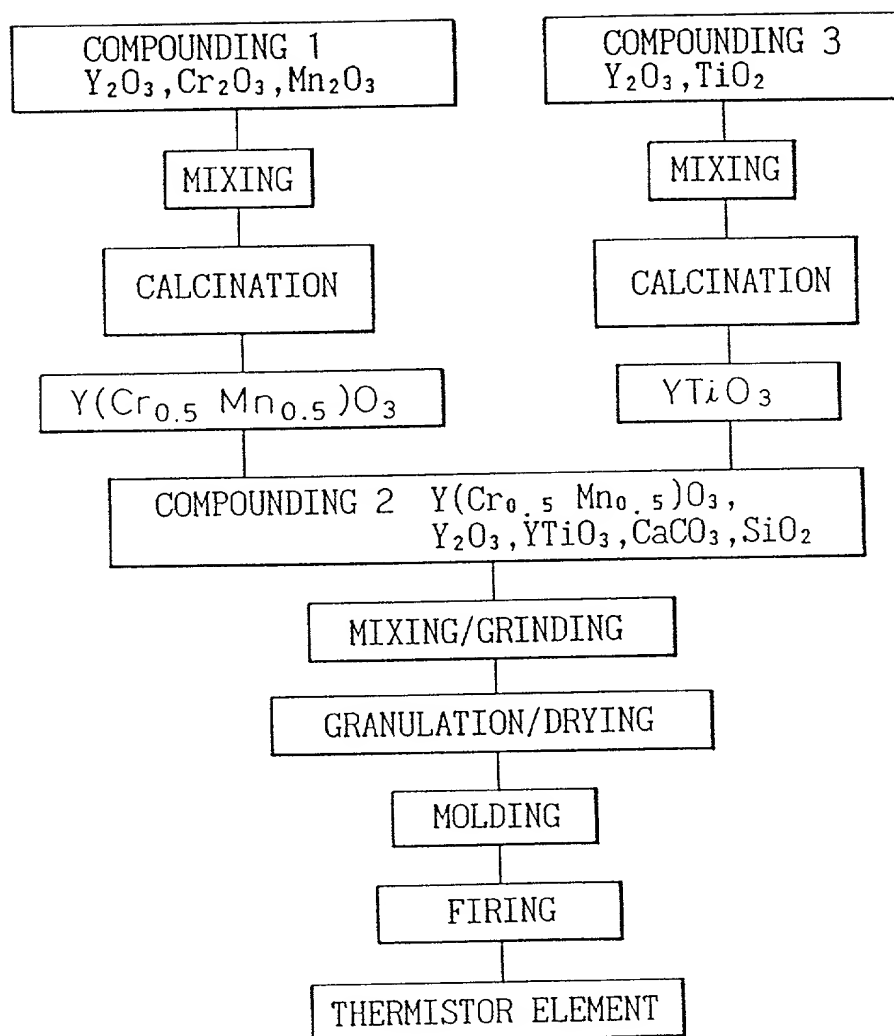 COMPOUNDING 1
Y₂O₃,Cr₂O₃,Mn₂O₃
MIXING
CALCINATION
Y(Cr₀.₅ Mn₀.₅)O₃
COMPOUNDING 3
Y₂O₃,TiO₂
MIXING
CALCINATION
YTiO₃
COMPOUNDING 2 Y(Cr₀.₅ Mn₀.₅)O₃,
Y₂O₃,YTiO₃,CaCO₃,SiO₂
MIXING/GRINDING
GRANULATION/DRYING
MOLDING
FIRING
THERMISTOR ELEMENT